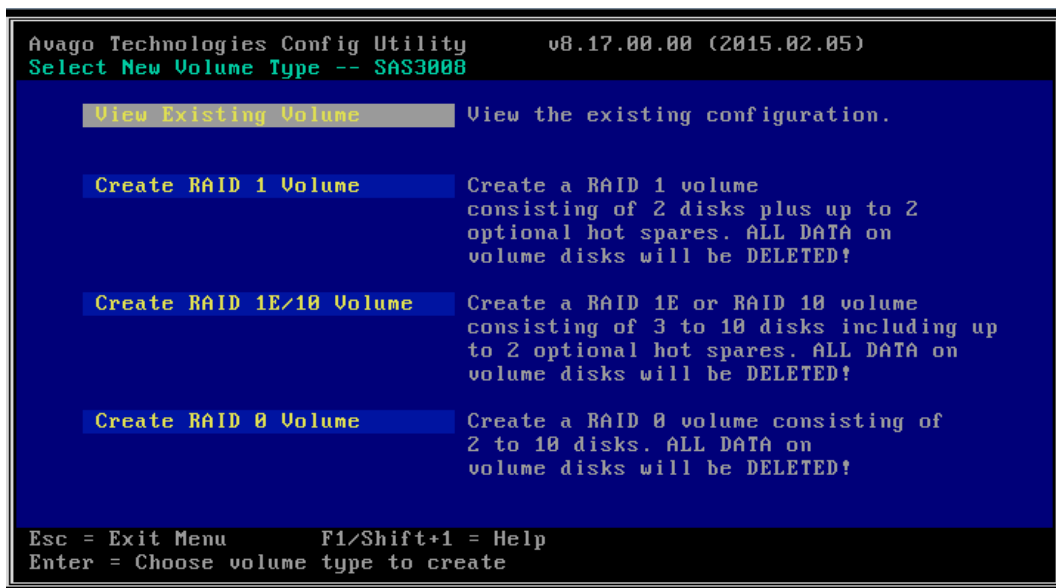 Avago Technologies Config Utility v8.17.00.00 (2015.02.05)
Select New Volume Type -- SAS3008
View Existing Volume View the existing configuration.
Create RAID 1 Volume Create a RAID 1 volume
consisting of 2 disks plus up to 2
optional hot spares. ALL DATA on
volume disks will be DELETED!
Create RAID 1E/10 Volume Create a RAID 1E or RAID 10 volume
consisting of 3 to 10 disks including up
to 2 optional hot spares. ALL DATA on
volume disks will be DELETED!
Create RAID 0 Volume Create a RAID 0 volume consisting of
2 to 10 disks. ALL DATA on
volume disks will be DELETED!
Esc = Exit Menu F1/Shift+1 = Help
Enter = Choose volume type to create